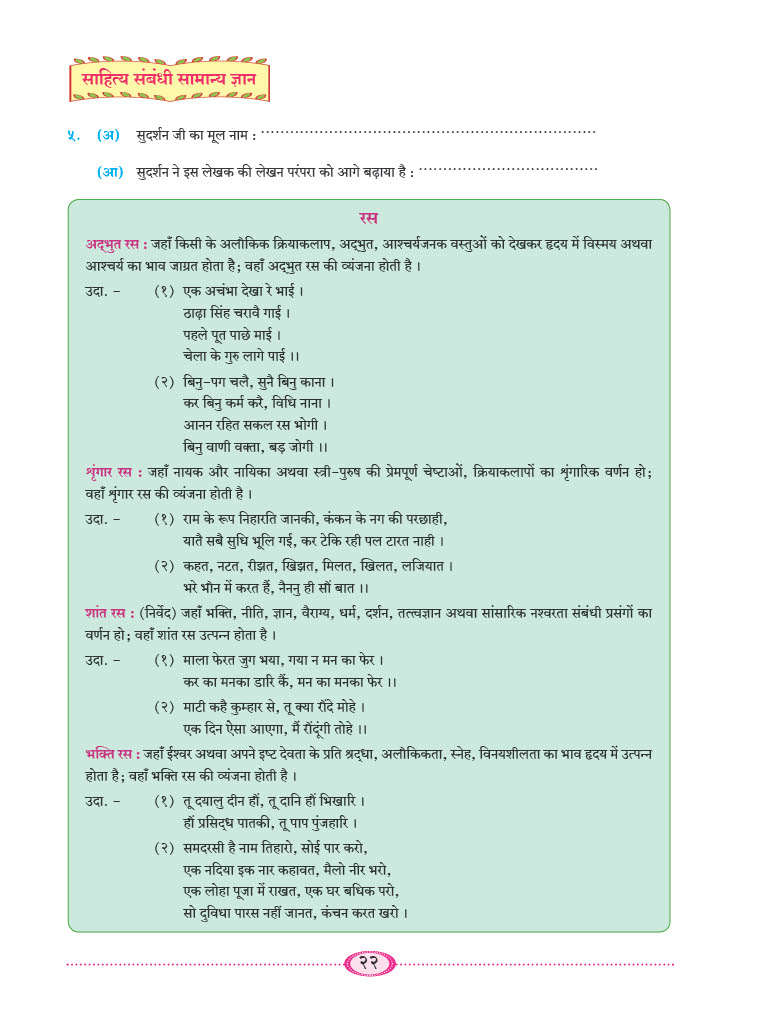 साहित्य संबंधी सामान्य ज्ञान
५. (अ) सुदर्शन जी का मूल नाम : ......................................................................
(आ) सुदर्शन ने इस लेखक की लेखन परंपरा को आगे बढ़ाया है : .....................................
रस
अद्भुत रस : जहाँ किसी के अलौकिक क्रियाकलाप, अद्भुत, आश्चर्यजनक वस्तुओं को देखकर हृदय में विस्मय अथवा
आश्चर्य का भाव जाग्रत होता है; वहाँ अद्भुत रस की व्यंजना होती है ।
उदा. – (१) एक अचंभा देखा रे भाई ।
ठाढ़ा सिंह चरावै गाई ।
पहले पूत पाछे माई ।
चेला के गुरु लागे पाई ।।
(२) बिनु-पग चलै, सुनै बिनु काना ।
कर बिनु कर्म करै, विधि नाना ।
आनन रहित सकल रस भोगी ।
बिनु वाणी वक्ता, बड़ जोगी ।।
शृंगार रस : जहाँ नायक और नायिका अथवा स्त्री-पुरुष की प्रेमपूर्ण चेष्टाओं, क्रियाकलापों का शृंगारिक वर्णन हो;
वहाँ शृंगार रस की व्यंजना होती है ।
उदा. – (१) राम के रूप निहारति जानकी, कंकन के नग की परछाही,
यातै सबै सुधि भूलि गई, कर टेकि रही पल टारत नाही ।
(२) कहत, नटत, रीझत, खिझत, मिलत, खिलत, लजियात ।
भरे भौन में करत हैं, नैननु ही सौं बात ।।
शांत रस : (निर्वेद) जहाँ भक्ति, नीति, ज्ञान, वैराग्य, धर्म, दर्शन, तत्त्वज्ञान अथवा सांसारिक नश्वरता संबंधी प्रसंगों का
वर्णन हो; वहाँ शांत रस उत्पन्न होता है ।
उदा. – (१) माला फेरत जुग भया, गया न मन का फेर ।
कर का मनका डारि कैं, मन का मनका फेर ।।
(२) माटी कहै कुम्हार से, तू क्या रौंदे मोहे ।
एक दिन ऐसा आएगा, मैं रौंदूंगी तोहे ।।
भक्ति रस : जहाँ ईश्वर अथवा अपने इष्ट देवता के प्रति श्रद्धा, अलौकिकता, स्नेह, विनयशीलता का भाव हृदय में उत्पन्न
होता है; वहाँ भक्ति रस की व्यंजना होती है ।
उदा. – (१) तू दयालु दीन हौं, तू दानि हौं भिखारि ।
हौं प्रसिद्ध पातकी, तू पाप पुंजहारि ।
(२) समदरसी है नाम तिहारो, सोई पार करो,
एक नदिया इक नार कहावत, मैलो नीर भरो,
एक लोहा पूजा में राखत, एक घर बधिक परो,
सो दुविधा पारस नहीं जानत, कंचन करत खरो ।
२२